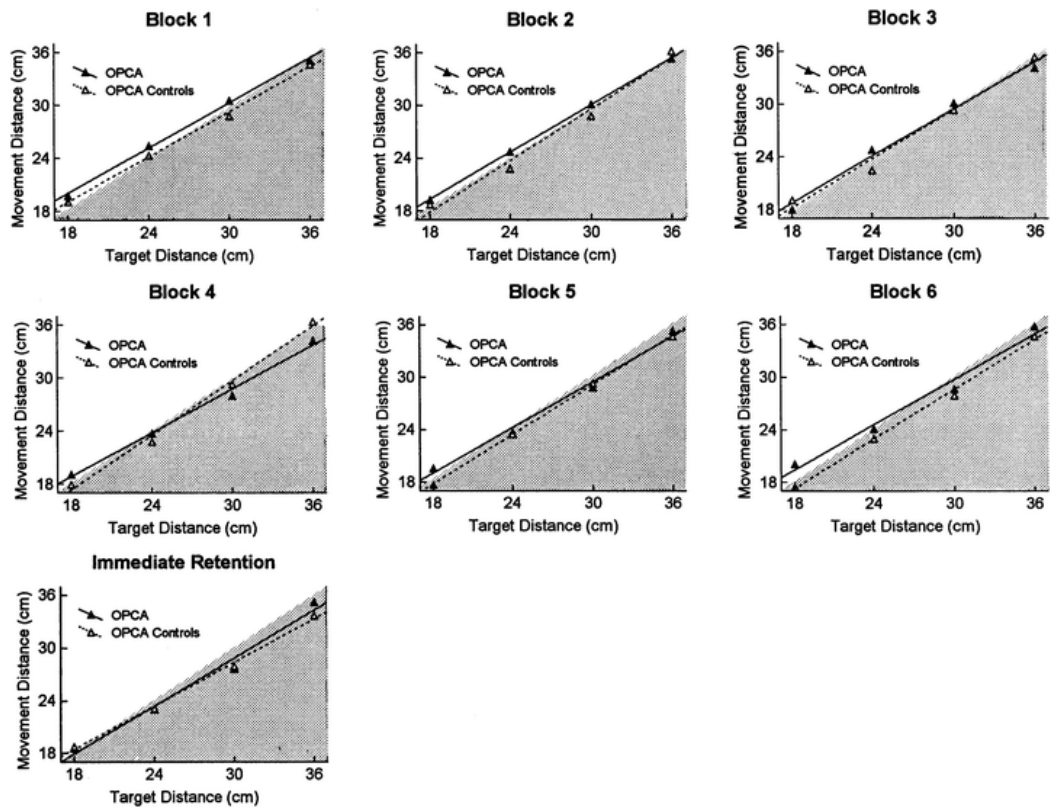 Block 1
Movement Distance (cm)
36
30
24
18
OPCA
OPCA Controls
18 24 30 36
Target Distance (cm)
Block 2
Movement Distance (cm)
36
30
24
18
OPCA
OPCA Controls
18 24 30 36
Target Distance (cm)
Block 3
Movement Distance (cm)
36
30
24
18
OPCA
OPCA Controls
18 24 30 36
Target Distance (cm)
Block 4
Movement Distance (cm)
36
30
24
18
OPCA
OPCA Controls
18 24 30 36
Target Distance (cm)
Block 5
Movement Distance (cm)
36
30
24
18
OPCA
OPCA Controls
18 24 30 36
Target Distance (cm)
Block 6
Movement Distance (cm)
36
30
24
18
OPCA
OPCA Controls
18 24 30 36
Target Distance (cm)
Immediate Retention
Movement Distance (cm)
36
30
24
18
OPCA
OPCA Controls
18 24 30 36
Target Distance (cm)